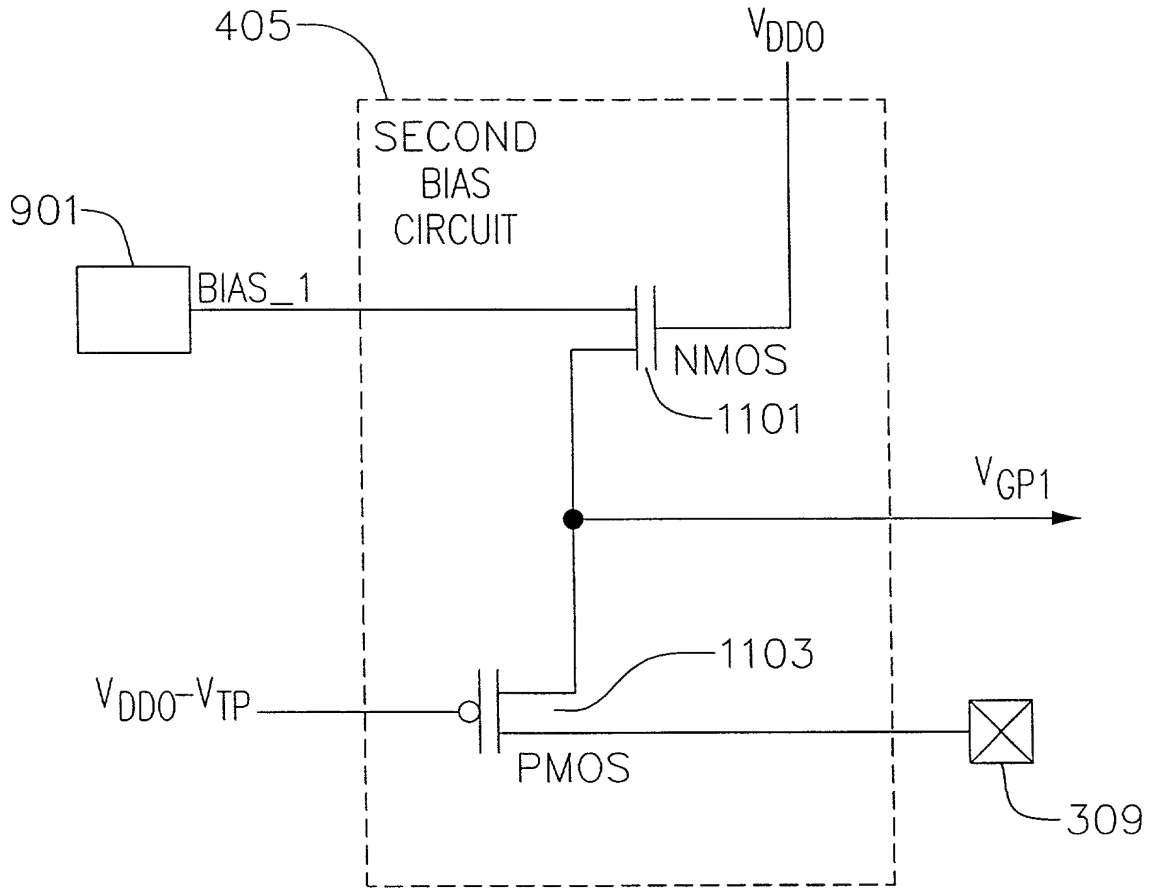 405
VDDO
SECOND
BIAS
CIRCUIT
901
BIAS_1
NMOS
1101
VGP1
1103
VDDO-VTP
PMOS
309